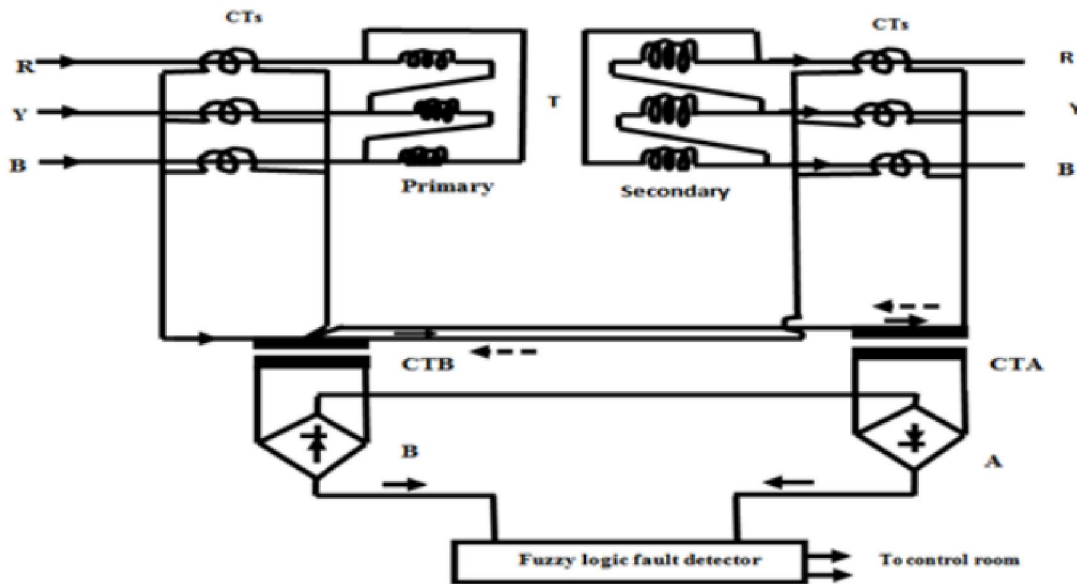 CTs
CTs
R
R
T
Y
Y
B
B
Primary
Secondary
CTB
CTA
B
A
Fuzzy logic fault detector
To control room